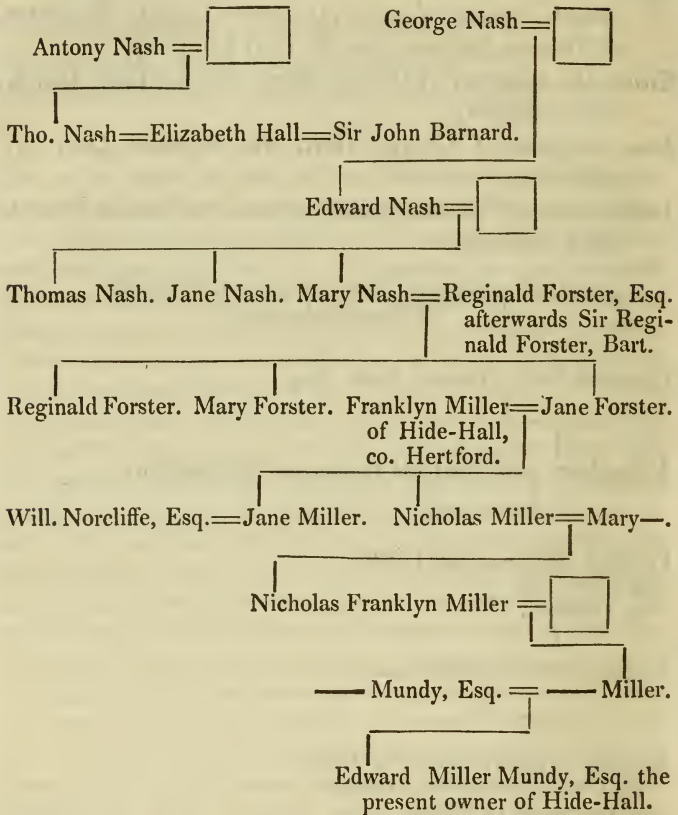 George Nash
Antony Nash
Tho. Nash Elizabeth Hall Sir John Barnard.
Edward Nash
Thomas Nash. Jane Nash. Mary Nash Reginald Forster, Esq.
afterwards Sir Regi-
nald Forster, Bart.
Reginald Forster. Mary Forster. Franklyn Miller Jane Forster.
of Hide-Hall,
co. Hertford.
Will. Norcliffe, Esq. Jane Miller. Nicholas Miller Mary—.
Nicholas Franklyn Miller
— Mundy, Esq. — Miller.
Edward Miller Mundy, Esq. the
present owner of Hide-Hall.